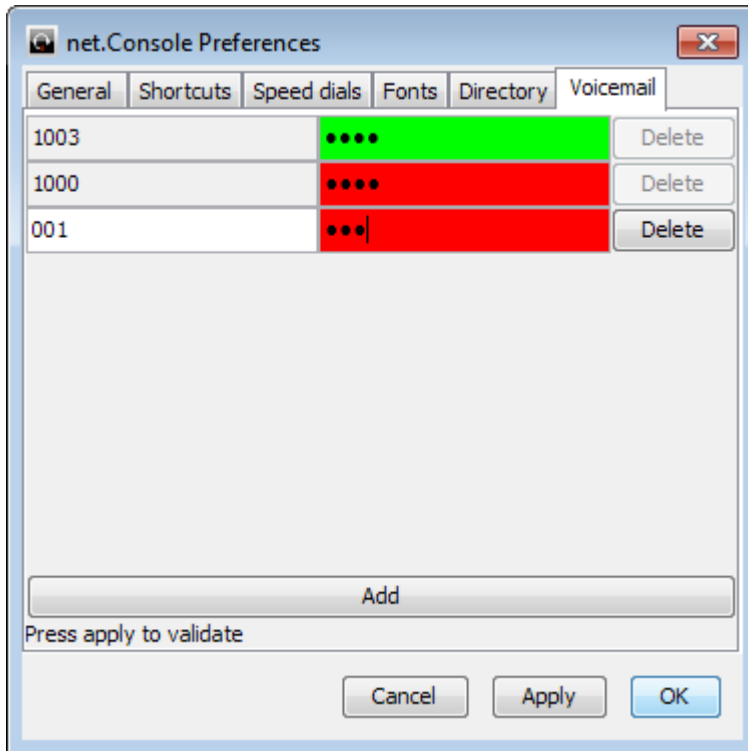 net.Console Preferences
General Shortcuts Speed dials Fonts Directory Voicemail
1003 •••• Delete
1000 •••• Delete
001 ••• Delete
Add
Press apply to validate
Cancel Apply OK